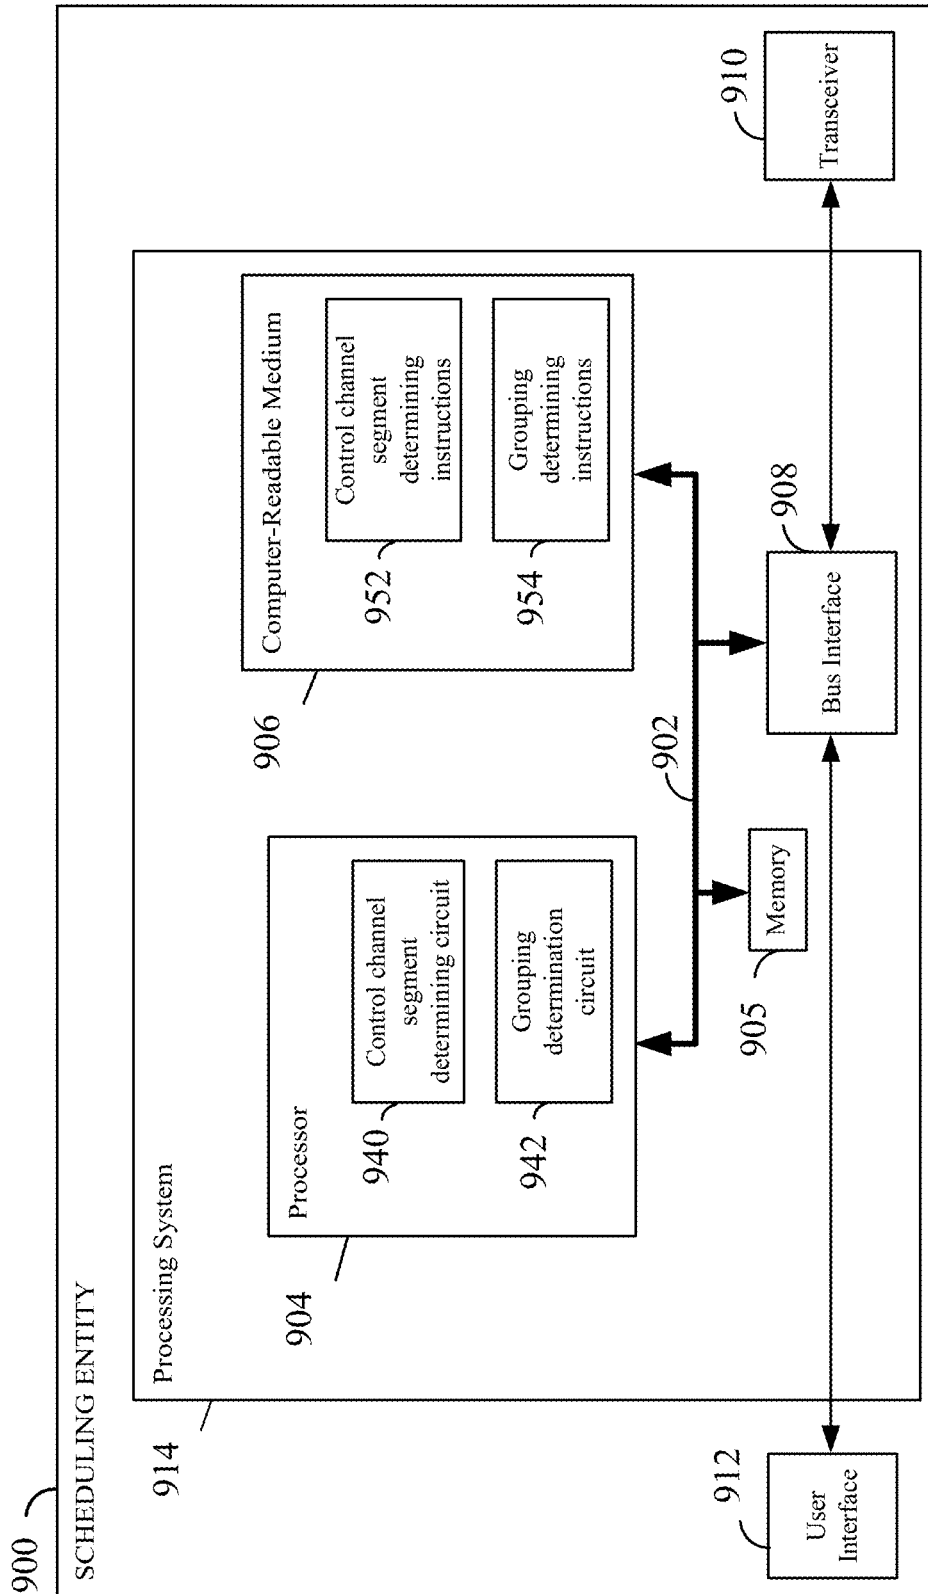 900
SCHEDULING ENTITY
914
Processing System
904
Processor
940
Control channel
segment
determining circuit
942
Grouping
determination
circuit
906
Computer-Readable Medium
952
Control channel
segment
determining
instructions
954
Grouping
determining
instructions
902
905
Memory
908
Bus Interface
912
User
Interface
910
Transceiver